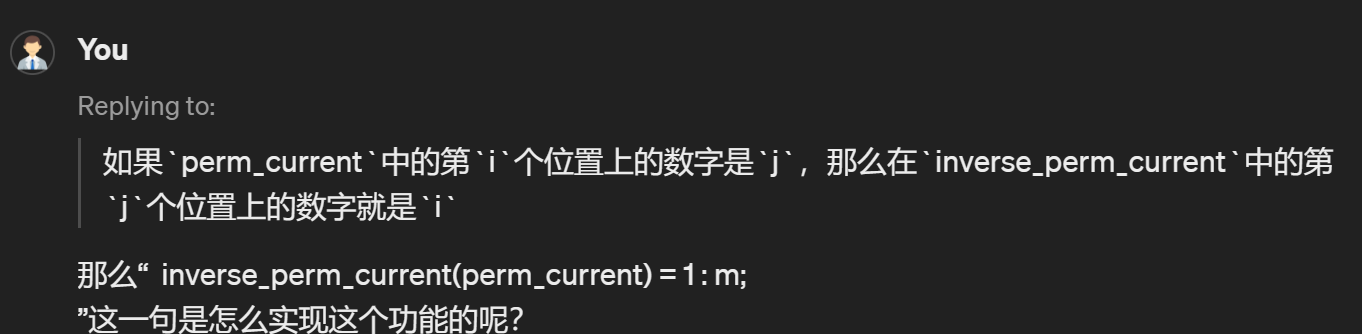 You
Replying to:
如果`perm_current`中的第`i`个位置上的数字是`j`，那么在`inverse_perm_current`中的第
`j`个位置上的数字就是`i`
那么“ inverse_perm_current(perm_current) = 1 : m;
”这一句是怎么实现这个功能的呢？